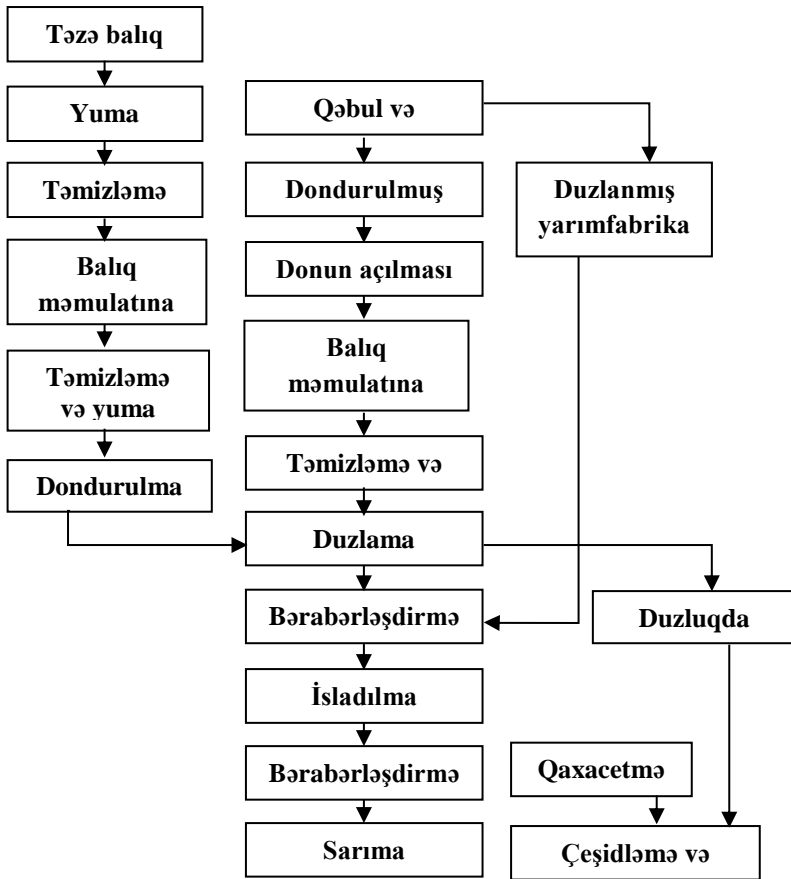 Təzə balıq
Yuma
Təmizləmə
Balıq
məmulatına
Təmizləmə
və yuma
Dondurulma
Qəbul və
Dondurulmuş
Donun açılması
Balıq
məmulatına
Təmizləmə və
Duzlama
Bərabərləşdirmə
İsladılma
Bərabərləşdirmə
Sarıma
Duzlanmış
yarımfabrika
Duzluqda
Qaxacetmə
Çeşidləmə və